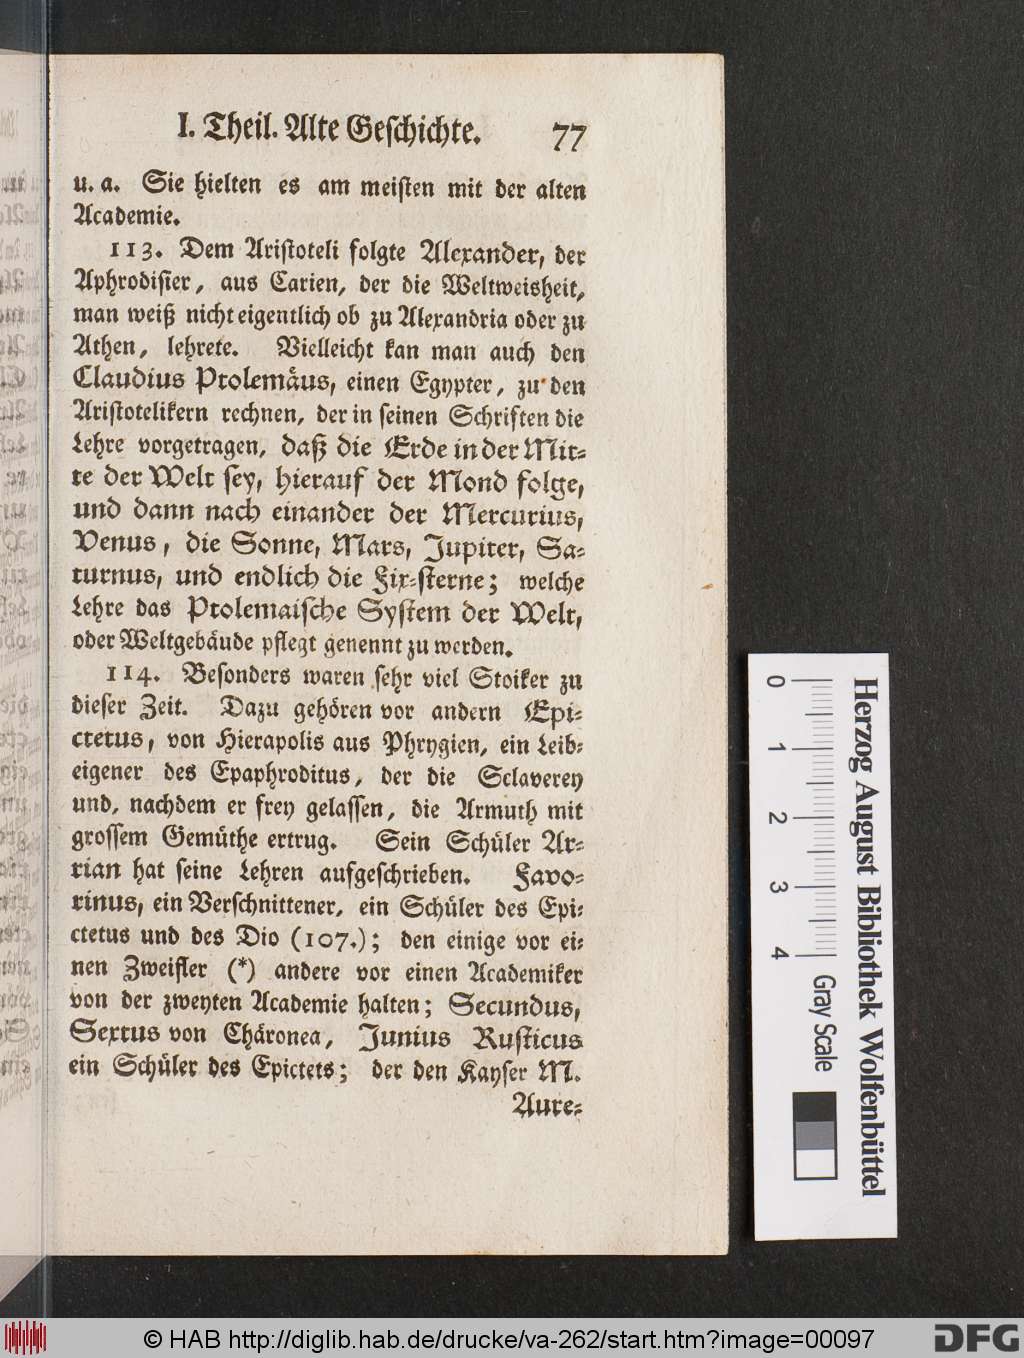 I. Theil. Alte Geschichte. 77
u. a. Sie hielten es am meisten mit der alten
Academie.
113. Dem Aristoteli folgte Alexander, der
Aphrodisier, aus Carien, der die Weltweisheit,
man weiß nicht eigentlich ob zu Alexandria oder zu
Athen, lehrete. Vielleicht kan man auch den
Claudius Ptolemäus, einen Egypter, zu den
Aristotelikern rechnen, der in seinen Schriften die
Lehre vorgetragen, daß die Erde in der Mit-
te der Welt sey, hierauf der Mond folge,
und dann nach einander der Mercurius,
Venus, die Sonne, Mars, Jupiter, Sa-
turnus, und endlich die Fix-sterne; welche
Lehre das Ptolemaische System der Welt,
oder Weltgebäude pflegt genennt zu werden.
114. Besonders waren sehr viel Stoiker zu
dieser Zeit. Dazu gehören vor andern Epi-
ctetus, von Hierapolis aus Phrygien, ein Leib-
eigener des Epaphroditus, der die Sclaverey
und, nachdem er frey gelassen, die Armuth mit
grossem Gemüthe ertrug. Sein Schüler Ar-
rian hat seine Lehren aufgeschrieben. Favo-
rinus, ein Verschnittener, ein Schüler des Epi-
ctetus und des Dio (107.); den einige vor ei-
nen Zweifler (*) andere vor einen Academiker
von der zweyten Academie halten; Secundus,
Sextus von Chäronea, Junius Rusticus
ein Schüler des Epictets; der den Kayser M.
Aure-
0 1 2 3 4
Herzog August Bibliothek Wolfenbüttel
Gray Scale
© HAB http://diglib.hab.de/drucke/va-262/start.htm?image=00097
DFG